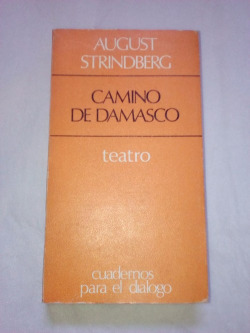 AUGUST
STRINDBERG
CAMINO
DE DAMASCO
teatro
cuadernos
para el diálogo